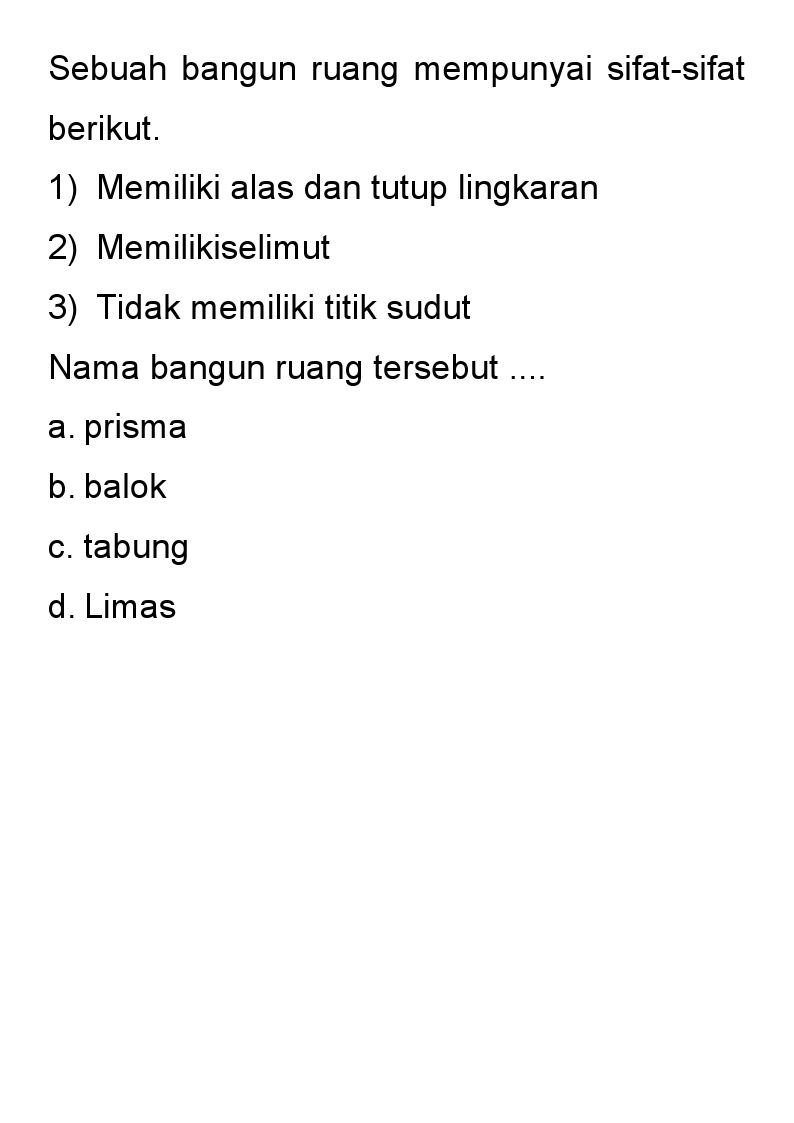 Sebuah bangun ruang mempunyai sifat-sifat
berikut.
1) Memiliki alas dan tutup lingkaran
2) Memilikiselimut
3) Tidak memiliki titik sudut
Nama bangun ruang tersebut ....
a. prisma
b. balok
c. tabung
d. Limas